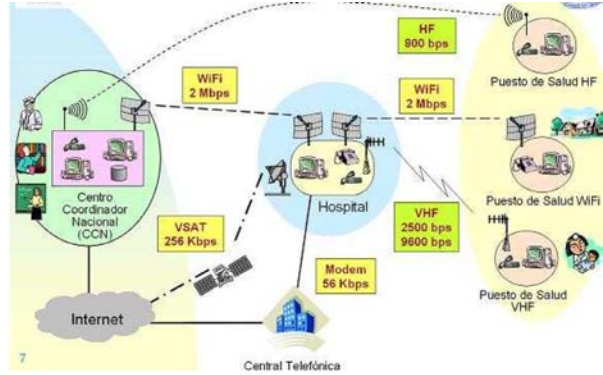 HF
800 bps
Puesto de Salud HF
WiFi
2 Mbps
WiFi
2 Mbps
Centro
Coordinador
Nacional
(CCN)
Hospital
Puesto de Salud WiFi
VSAT
256 Kbps
VHF
2500 bps
9600 bps
Modem
56 Kbps
Puesto de Salud
VHF
Internet
7
Central Telefónica